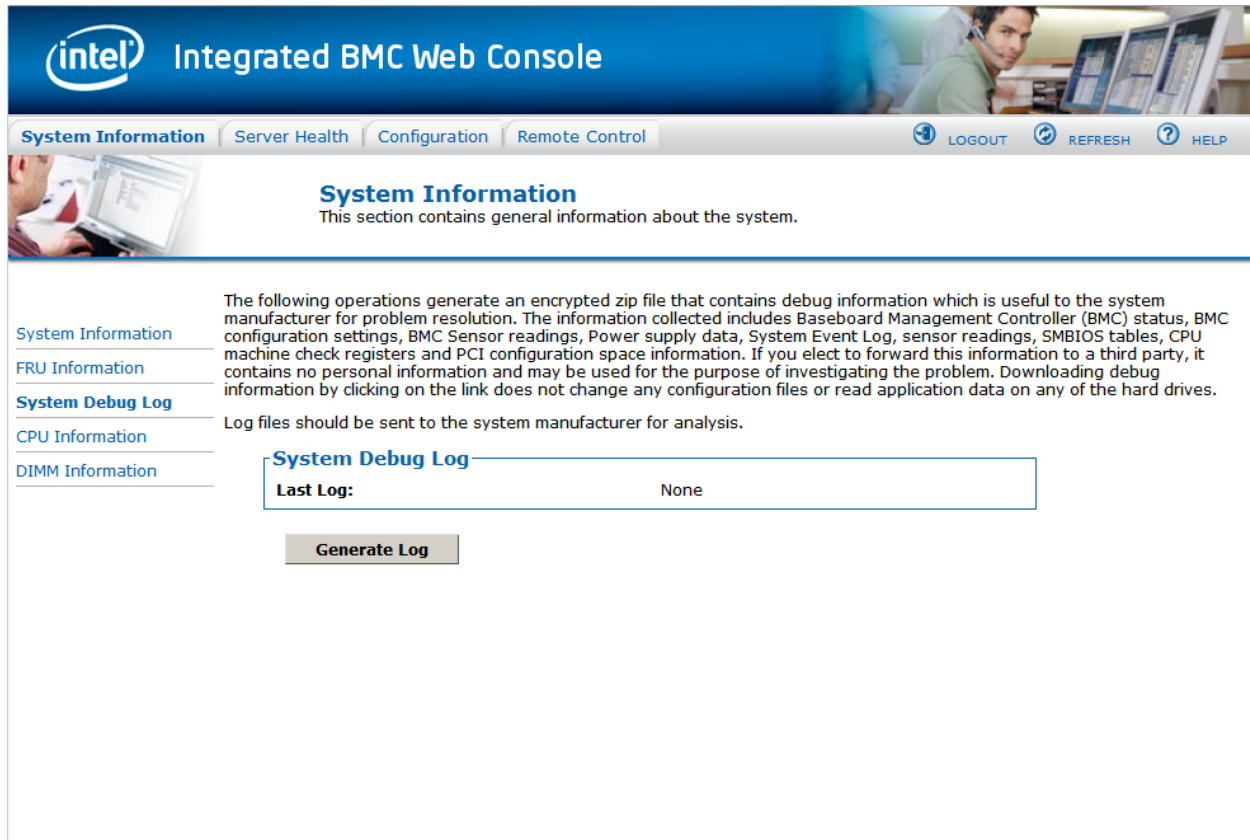 intel Integrated BMC Web Console
System Information Server Health Configuration Remote Control LOGOUT REFRESH HELP
System Information
This section contains general information about the system.
System Information
FRU Information
System Debug Log
CPU Information
DIMM Information
The following operations generate an encrypted zip file that contains debug information which is useful to the system
manufacturer for problem resolution. The information collected includes Baseboard Management Controller (BMC) status, BMC
configuration settings, BMC Sensor readings, Power supply data, System Event Log, sensor readings, SMBIOS tables, CPU
machine check registers and PCI configuration space information. If you elect to forward this information to a third party, it
contains no personal information and may be used for the purpose of investigating the problem. Downloading debug
information by clicking on the link does not change any configuration files or read application data on any of the hard drives.
Log files should be sent to the system manufacturer for analysis.
System Debug Log
Last Log: None
Generate Log